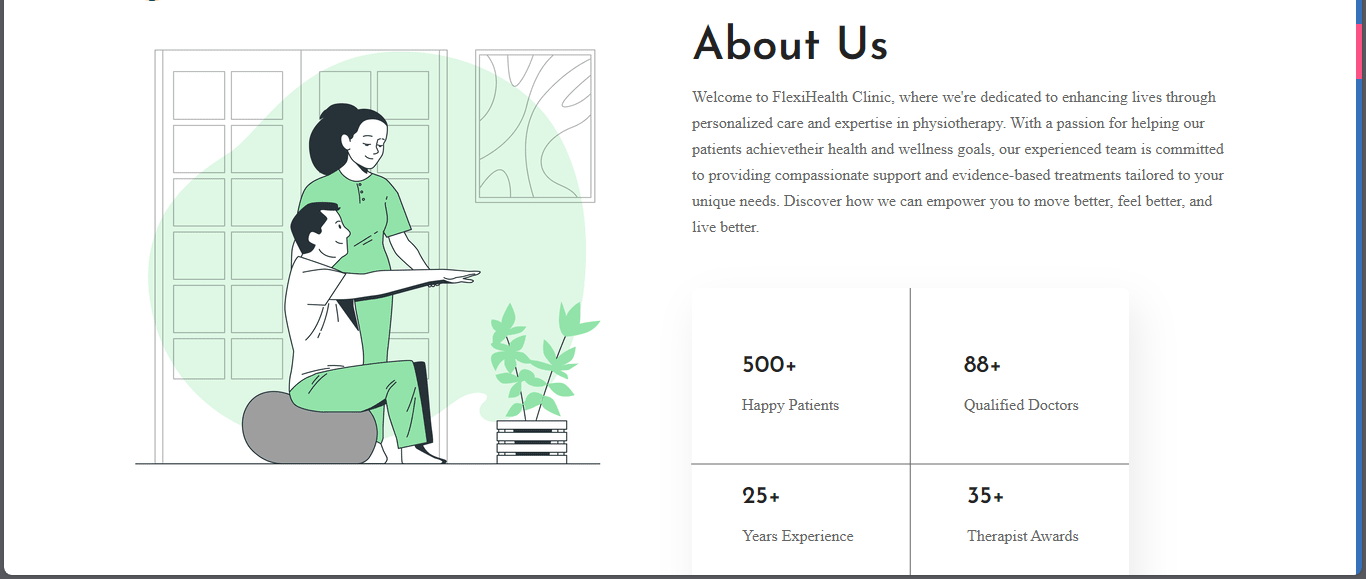 About Us
Welcome to FlexiHealth Clinic, where we're dedicated to enhancing lives through
personalized care and expertise in physiotherapy. With a passion for helping our
patients achievetheir health and wellness goals, our experienced team is committed
to providing compassionate support and evidence-based treatments tailored to your
unique needs. Discover how we can empower you to move better, feel better, and
live better.
500+
88+
Happy Patients
Qualified Doctors
25+
35+
Years Experience
Therapist Awards